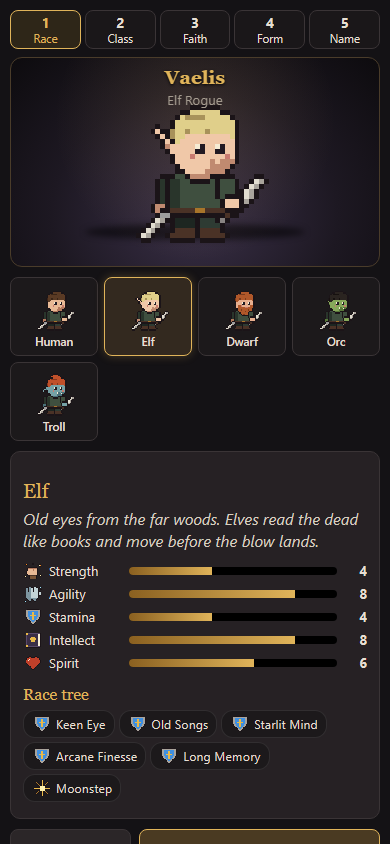 1 2 3 4 5
Race Class Faith Form Name
Vaelis
Elf Rogue
Human Elf Dwarf Orc
Troll
Elf
Old eyes from the far woods. Elves read the dead
like books and move before the blow lands.
Strength 4
Agility 8
Stamina 4
Intellect 8
Spirit 6
Race tree
Keen Eye Old Songs Starlit Mind
Arcane Finesse Long Memory
Moonstep